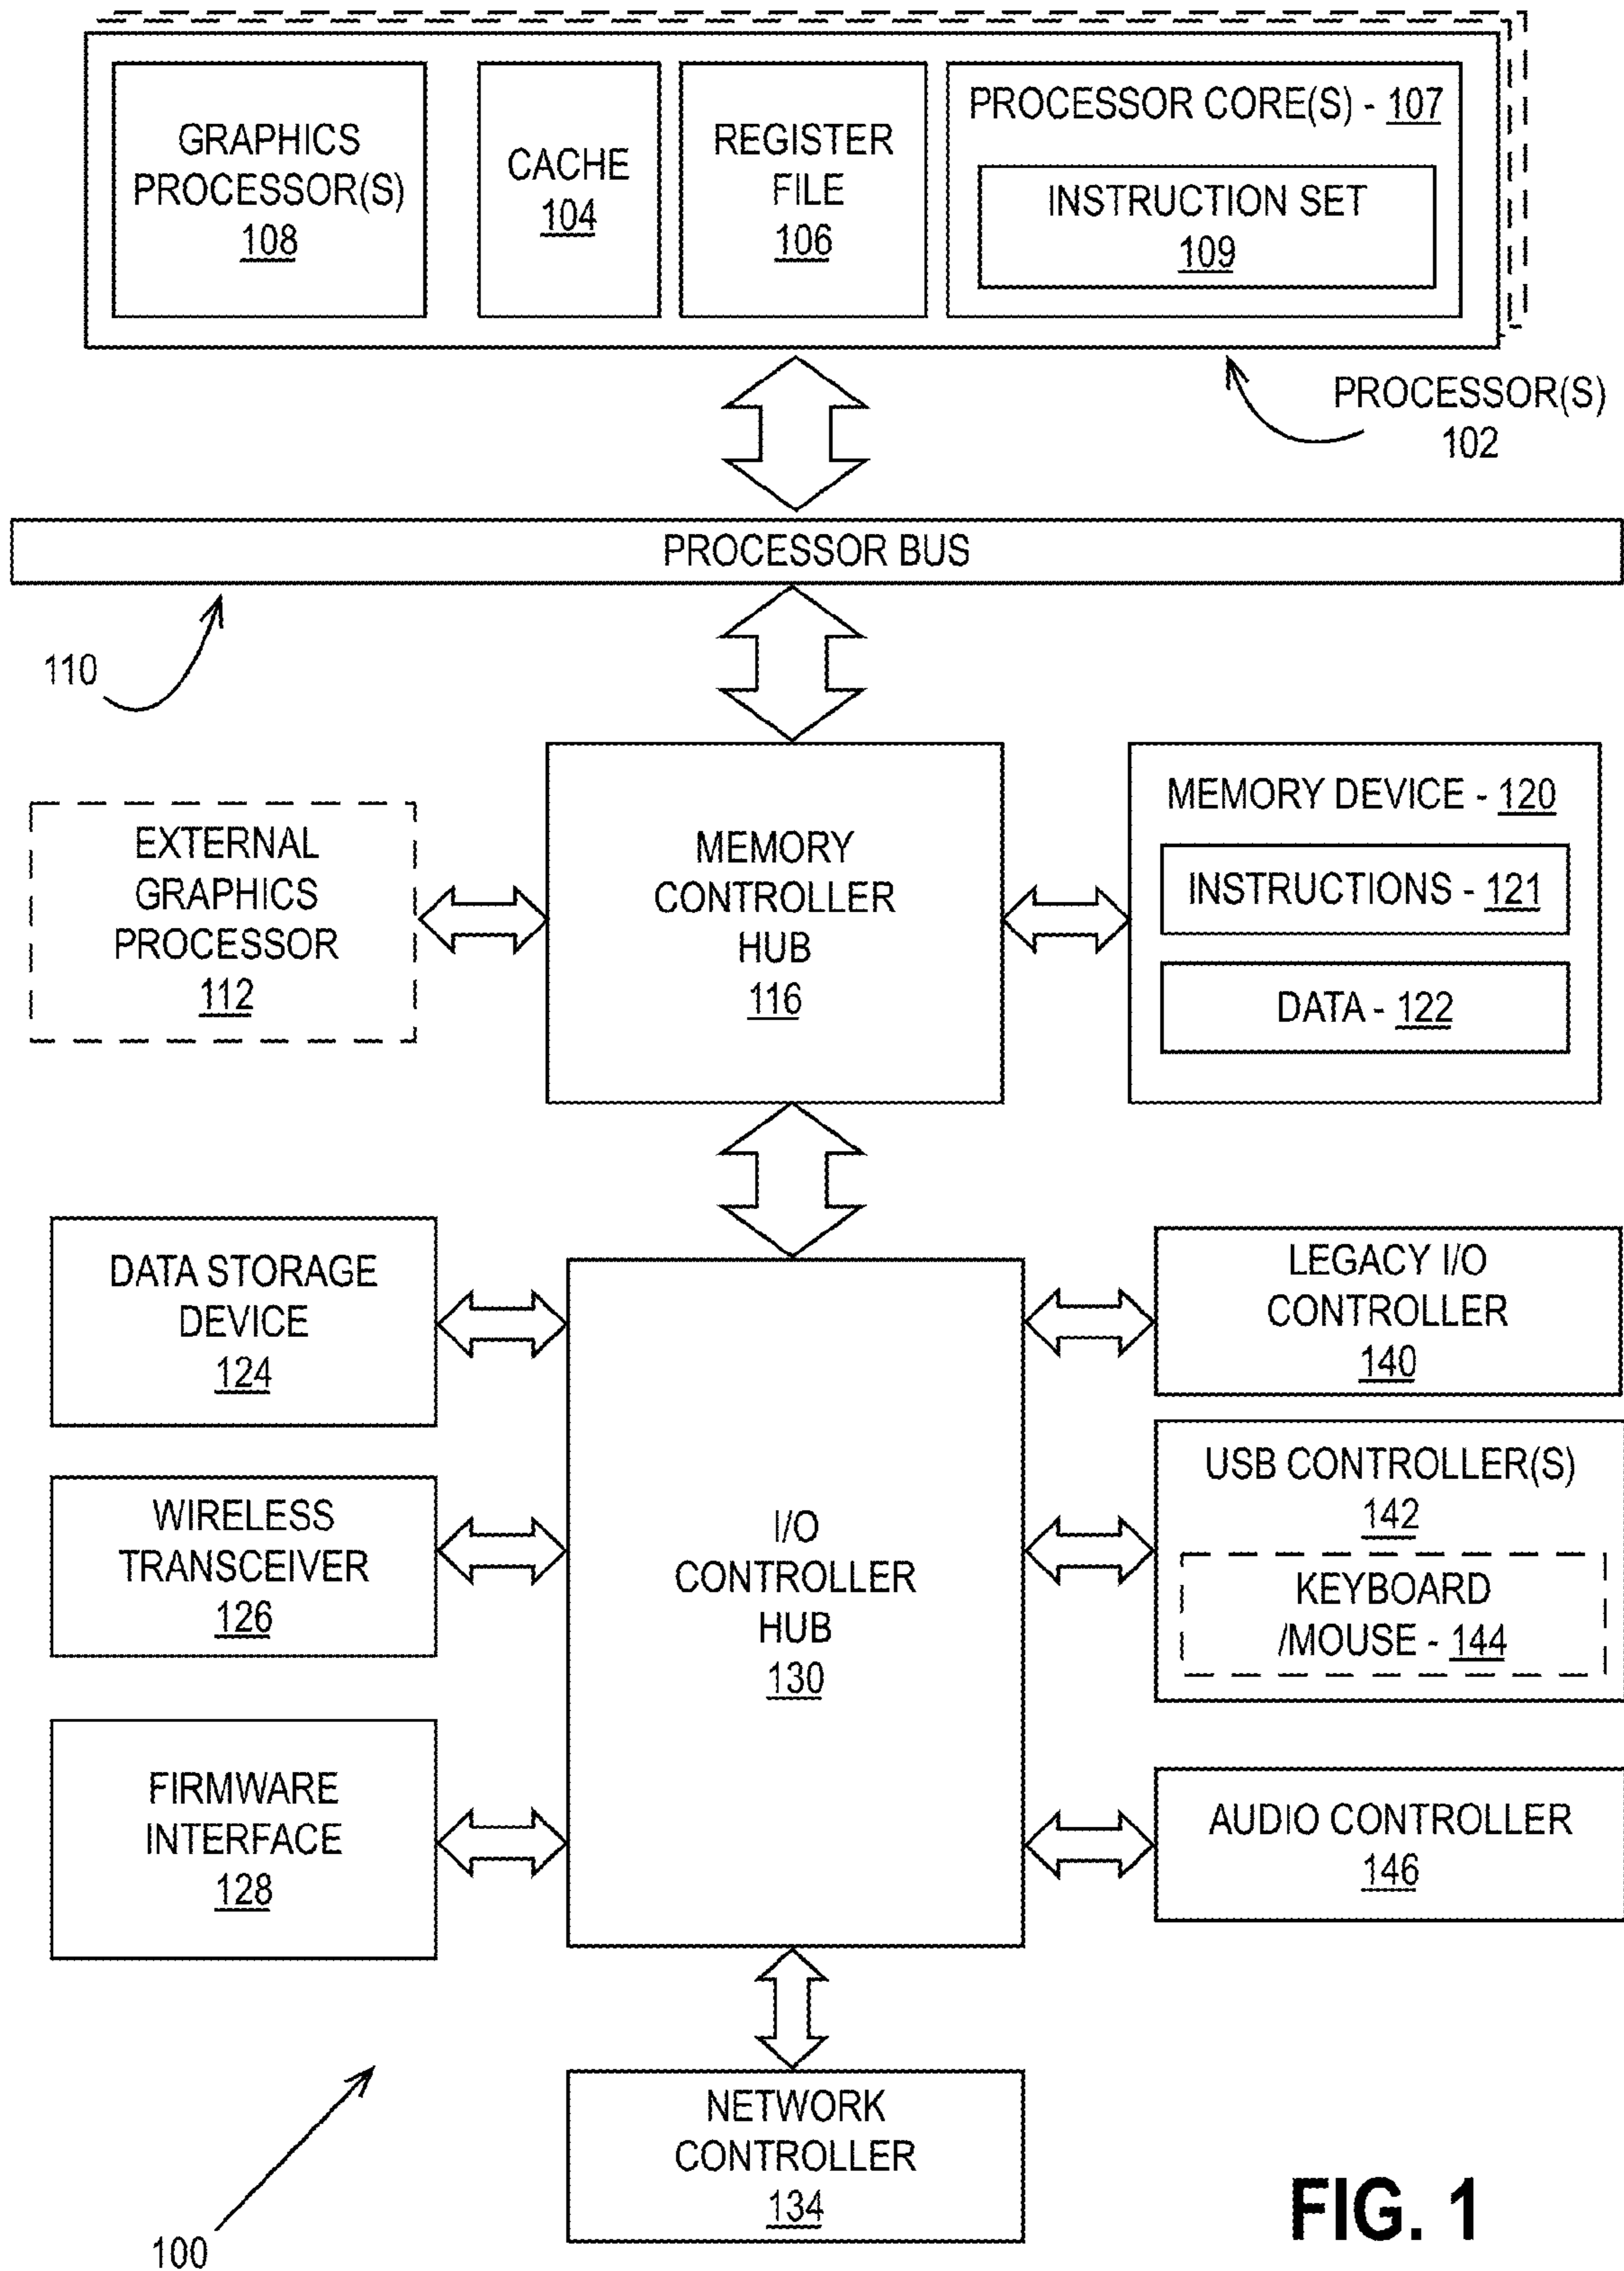 GRAPHICS
PROCESSOR(S)
108
CACHE
104
REGISTER
FILE
106
PROCESSOR CORE(S) - 107
INSTRUCTION SET
109
PROCESSOR(S)
102
PROCESSOR BUS
110
EXTERNAL
GRAPHICS
PROCESSOR
112
MEMORY
CONTROLLER
HUB
116
MEMORY DEVICE - 120
INSTRUCTIONS - 121
DATA - 122
DATA STORAGE
DEVICE
124
WIRELESS
TRANSCEIVER
126
FIRMWARE
INTERFACE
128
I/O
CONTROLLER
HUB
130
LEGACY I/O
CONTROLLER
140
USB CONTROLLER(S)
142
KEYBOARD
/MOUSE - 144
AUDIO CONTROLLER
146
NETWORK
CONTROLLER
134
100
FIG. 1